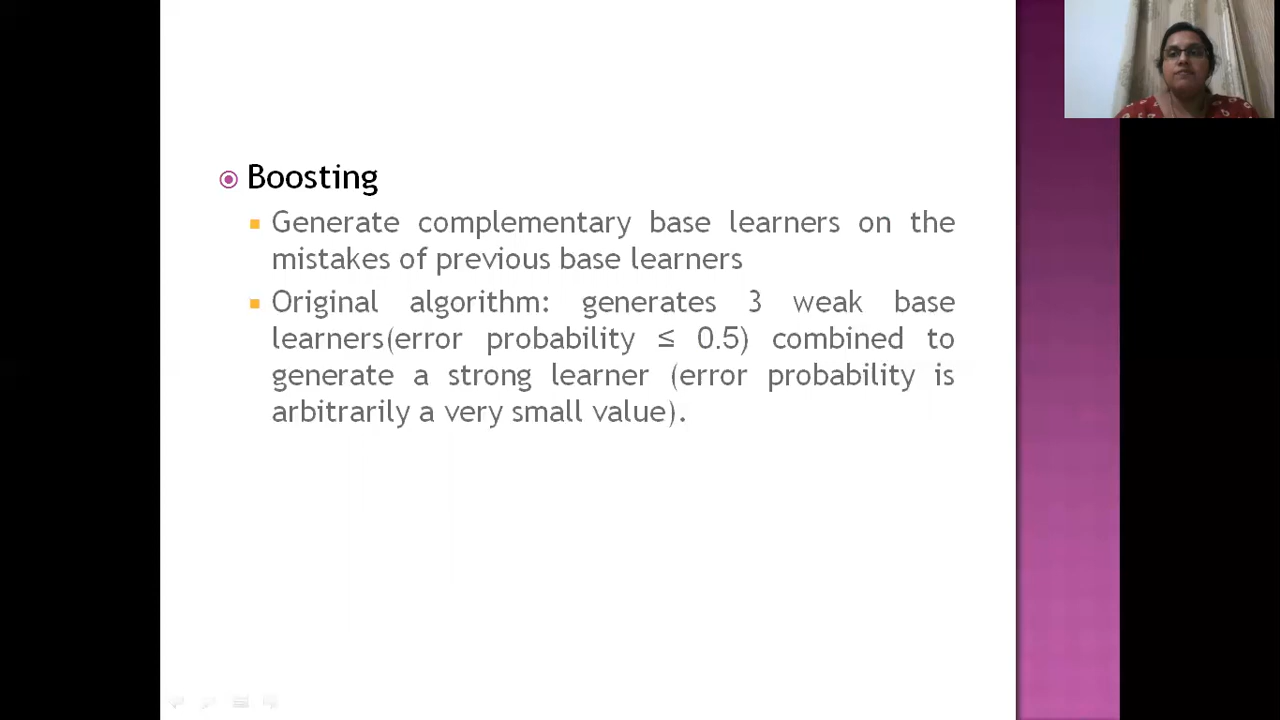 Boosting
Generate complementary base learners on the
mistakes of previous base learners
Original algorithm: generates 3 weak base
learners(error probability ≤ 0.5) combined to
generate a strong learner (error probability is
arbitrarily a very small value).